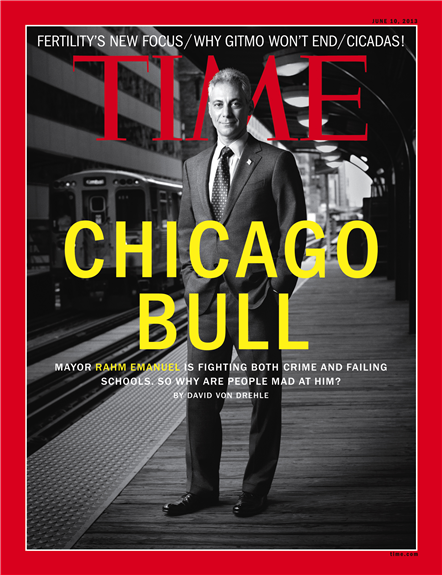 JUNE 10, 2013
FERTILITY'S NEW FOCUS/WHY GITMO WON'T END/CICADAS!
TIME
CHICAGO
BULL
MAYOR RAHM EMANUEL IS FIGHTING BOTH CRIME AND FAILING
SCHOOLS. SO WHY ARE PEOPLE MAD AT HIM?
BY DAVID VON DREHLE
time.com